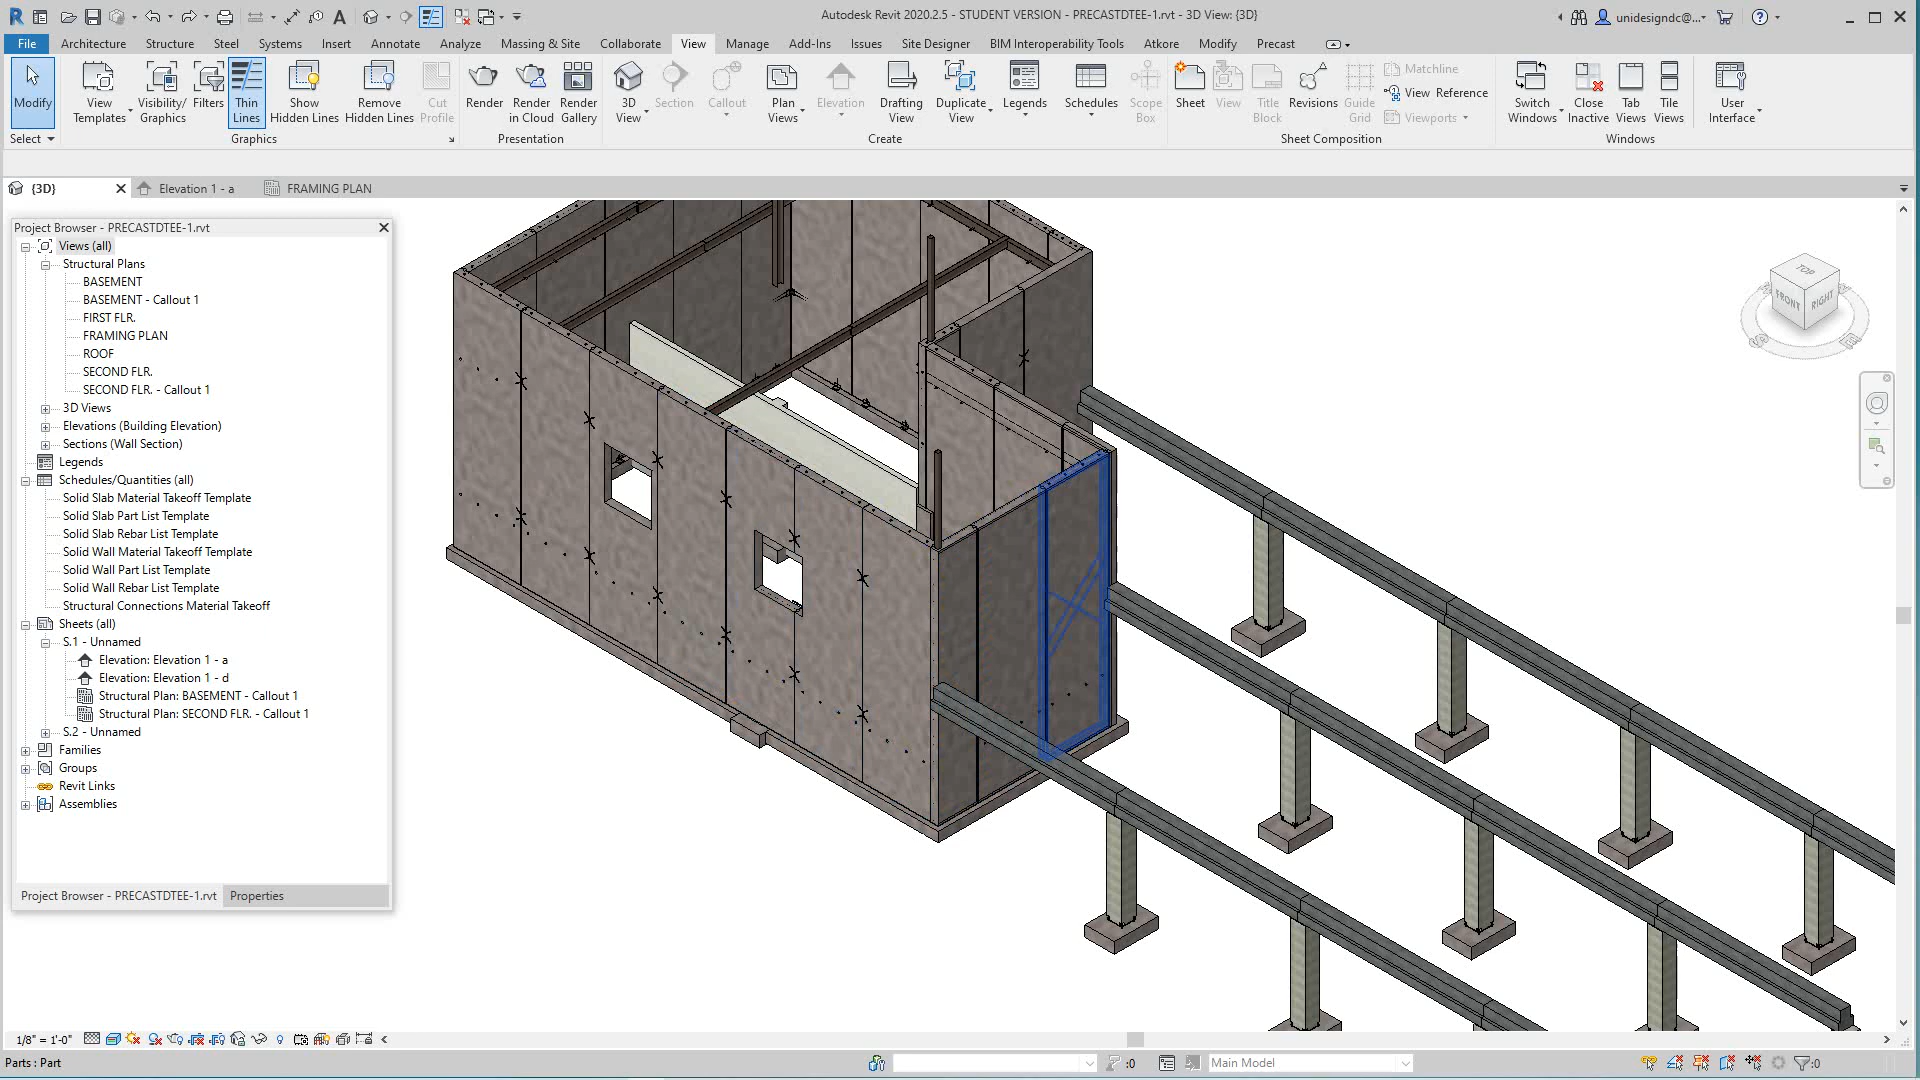 Autodesk Revit 2020.2.5 - STUDENT VERSION - PRECASTDTEE-1.rvt - 3D View: {3D}
unidesigndc@...
File Architecture Structure Steel Systems Insert Annotate Analyze Massing & Site Collaborate View Manage Add-Ins Issues Site Designer BIM Interoperability Tools Atkore Modify Precast
Modify
View Templates
Visibility/ Graphics
Filters
Thin Lines
Show Hidden Lines
Remove Hidden Lines
Cut Profile
Render
Render in Cloud
Render Gallery
3D View
Section
Callout
Plan Views
Elevation
Drafting View
Duplicate View
Legends
Schedules
Scope Box
Sheet
View
Title Block
Revisions
Guide Grid
Matchline
View Reference
Viewports
Switch Windows
Close Inactive
Tab Views
Tile Views
User Interface
Select Graphics Presentation Create Sheet Composition Windows
{3D} Elevation 1 - a FRAMING PLAN
Project Browser - PRECASTDTEE-1.rvt
Views (all)
Structural Plans
BASEMENT
BASEMENT - Callout 1
FIRST FLR.
FRAMING PLAN
ROOF
SECOND FLR.
SECOND FLR. - Callout 1
3D Views
Elevations (Building Elevation)
Sections (Wall Section)
Legends
Schedules/Quantities (all)
Solid Slab Material Takeoff Template
Solid Slab Part List Template
Solid Slab Rebar List Template
Solid Wall Material Takeoff Template
Solid Wall Part List Template
Solid Wall Rebar List Template
Structural Connections Material Takeoff
Sheets (all)
S.1 - Unnamed
Elevation: Elevation 1 - a
Elevation: Elevation 1 - d
Structural Plan: BASEMENT - Callout 1
Structural Plan: SECOND FLR. - Callout 1
S.2 - Unnamed
Families
Groups
Revit Links
Assemblies
Project Browser - PRECASTDTEE-1.rvt Properties
TOP
FRONT
RIGHT
1/8" = 1'-0"
Parts : Part
:0
Main Model
:0